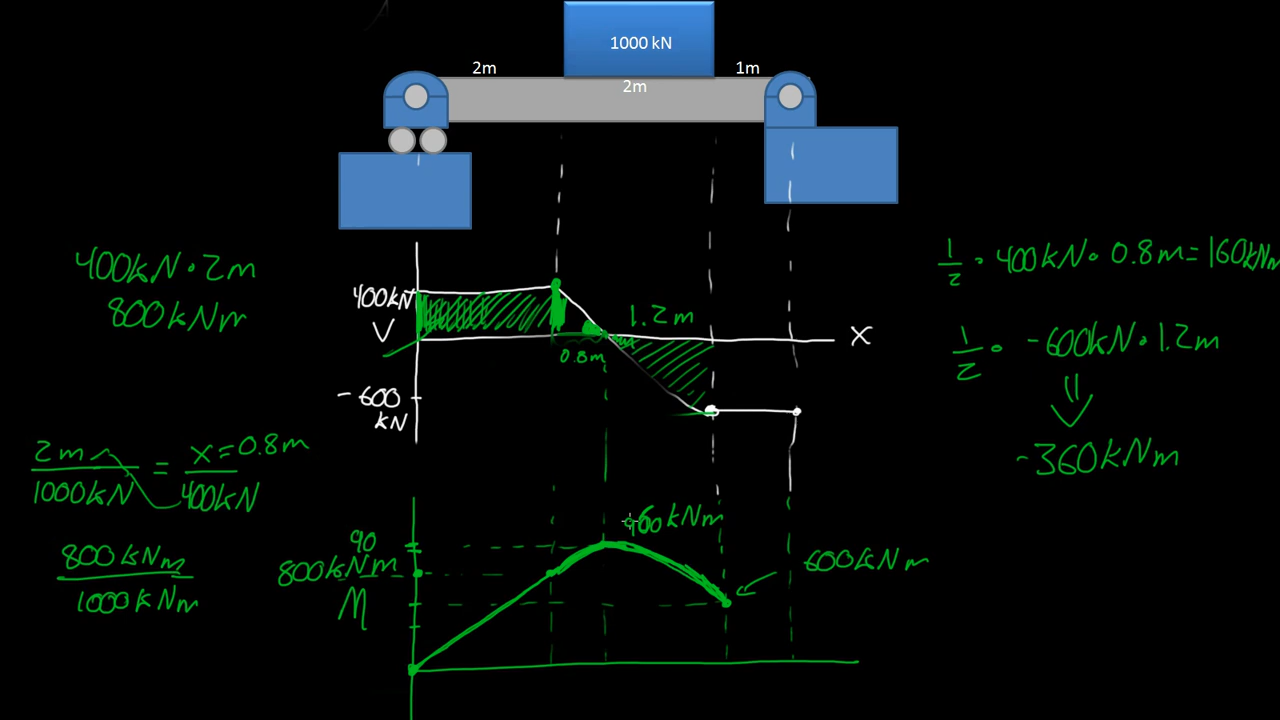 1000 kN
2m
1m
2m
400kN·2m
800kNm
400kN
V
-600
kN
0.8m
1.2m
X
1/2 · 400kN· 0.8m=160kNm
1/2 · -600kN·1.2m
-360kNm
2m/1000kN = x=0.8m/400kN
800kNm/1000kNm
90
800kNm
M
960kNm
600kNm